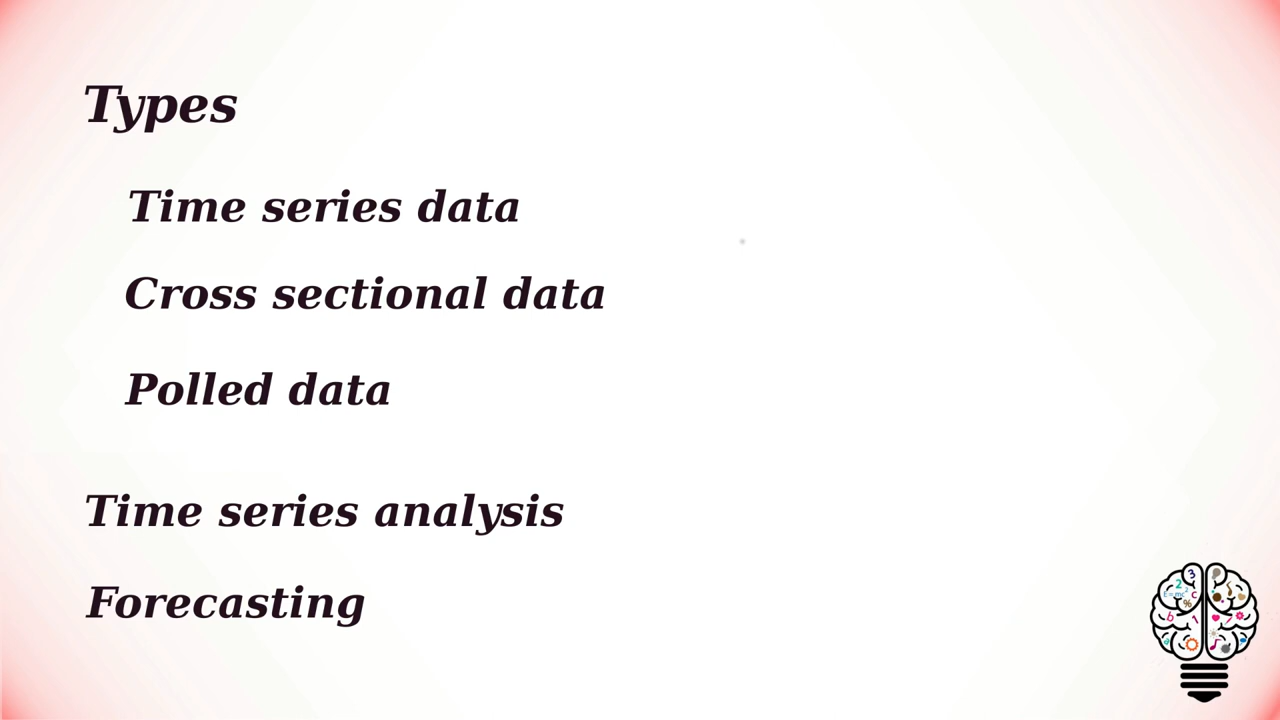 Types
Time series data
Cross sectional data
Polled data
Time series analysis
Forecasting